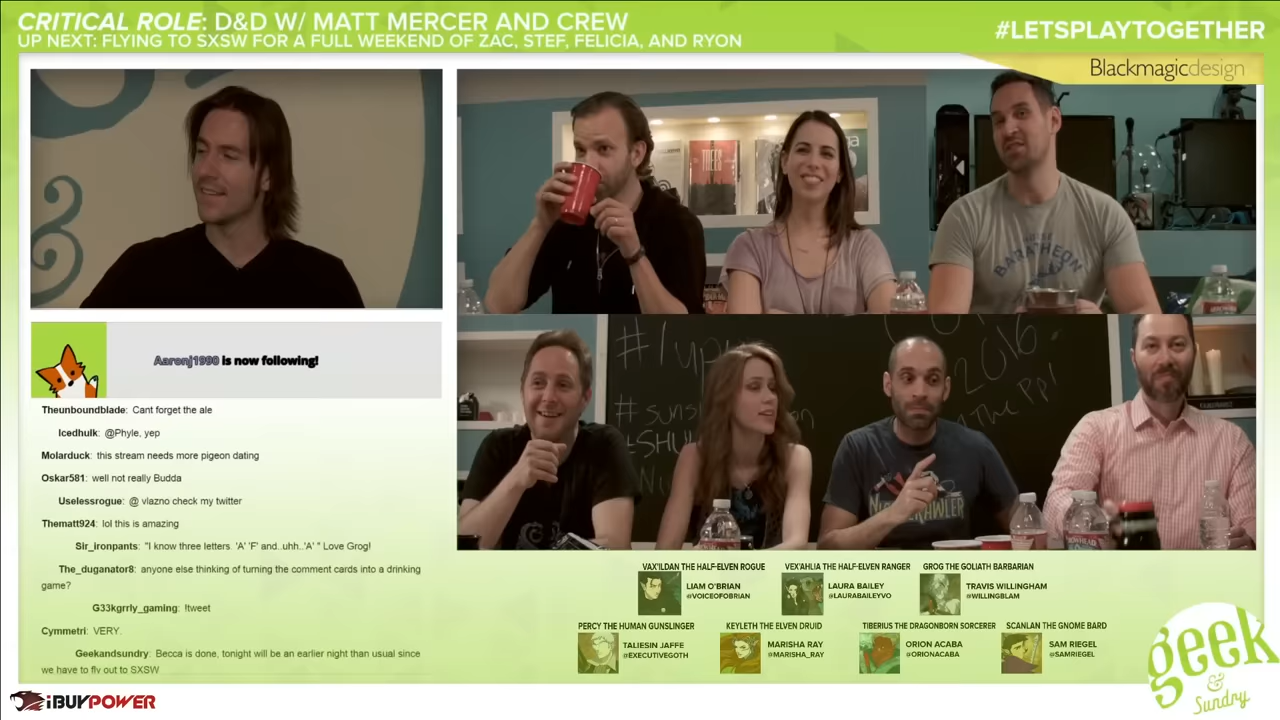 CRITICAL ROLE: D&D W/ MATT MERCER AND CREW
UP NEXT: FLYING TO SXSW FOR A FULL WEEKEND OF ZAC, STEF, FELICIA, AND RYON
#LETSPLAYTOGETHER
Blackmagicdesign
TREES
BARATHEON
Aaronj1980 is now following!
Theunboundblade: Cant forget the ale
Icedhulk: @Phyle, yep
Molarduck: this stream needs more pigeon dating
Oskar581: well not really Budda
Uselessrogue: @ vlazno check my twitter
Thematt924: lol this is amazing
Sir_ironpants: "I know three letters. 'A' 'F' and..uhh..'A' " Love Grog!
The_duganator8: anyone else thinking of turning the comment cards into a drinking
game?
G33kgrrly_gaming: !tweet
Cymmetri: VERY.
Geekandsundry: Becca is done, tonight will be an earlier night than usual since
we have to fly out to SXSW
2016
VAX'ILDAN THE HALF-ELVEN ROGUE
LIAM O'BRIAN
@VOICEOFOBRIAN
VEX'AHLIA THE HALF-ELVEN RANGER
LAURA BAILEY
@LAURABAILEYVO
GROG THE GOLIATH BARBARIAN
TRAVIS WILLINGHAM
@WILLINGBLAM
PERCY THE HUMAN GUNSLINGER
TALIESIN JAFFE
@EXECUTIVEGOTH
KEYLETH THE ELVEN DRUID
MARISHA RAY
@MARISHA_RAY
TIBERIUS THE DRAGONBORN SORCERER
ORION ACABA
@ORIONACABA
SCANLAN THE GNOME BARD
SAM RIEGEL
@SAMRIEGEL
geek
&
Sundry
iBUYPOWER